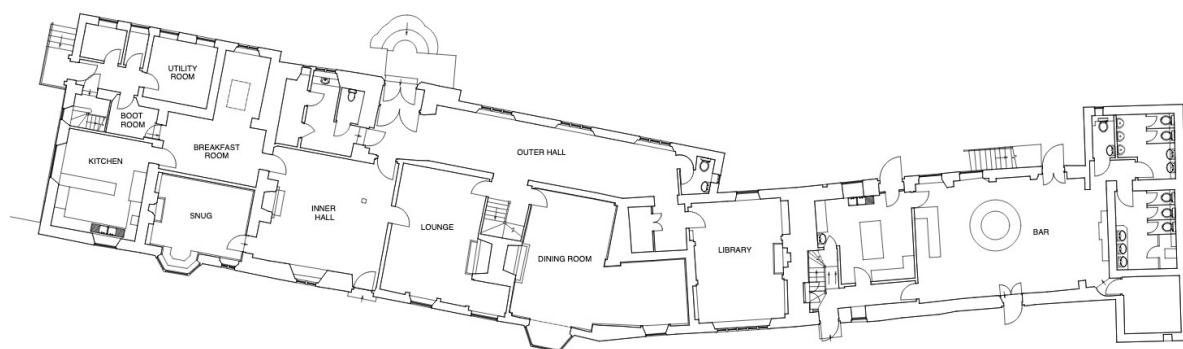 UTILITY
ROOM
BOOT
ROOM
BREAKFAST
ROOM
KITCHEN
SNUG
INNER
HALL
OUTER HALL
LOUNGE
DINING ROOM
LIBRARY
BAR